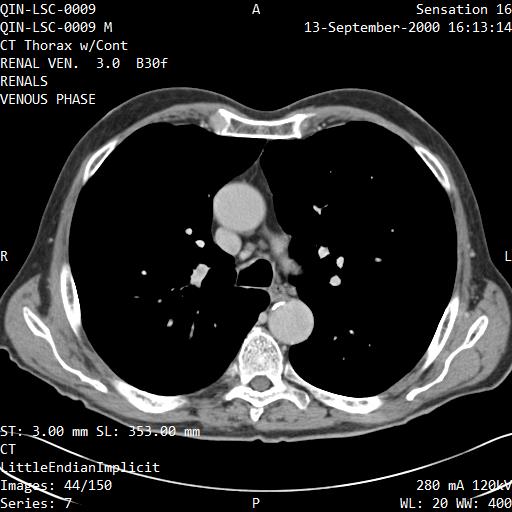 QIN-LSC-0009 A Sensation 16
QIN-LSC-0009 M 13-September-2000 16:13:14
CT Thorax w/Cont
RENAL VEN. 3.0 B30f
RENALS
VENOUS PHASE
R L
ST: 3.00 mm SL: 353.00 mm
CT
LittleEndianImplicit
Images: 44/150 280 mA 120kV
Series: 7 P WL: 20 WW: 400